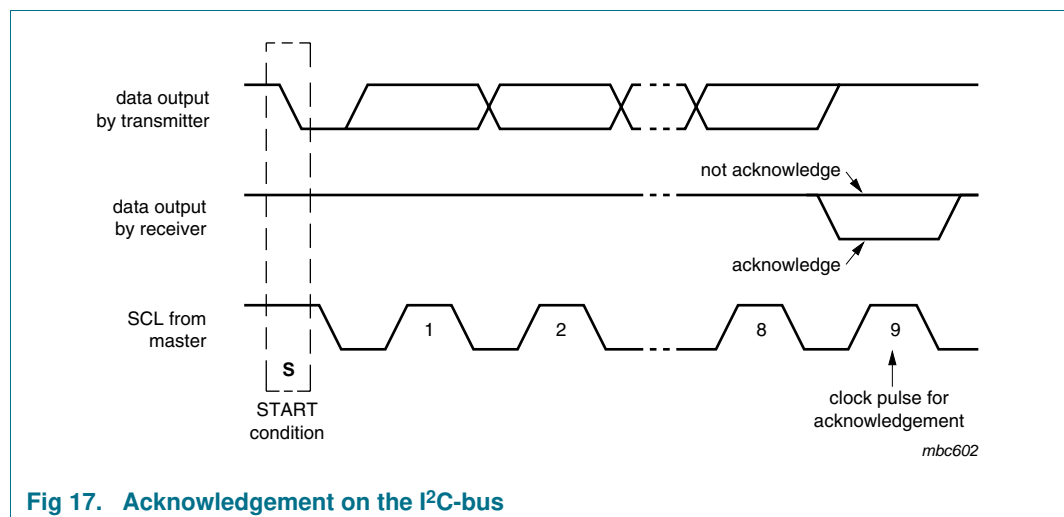 data output
by transmitter
not acknowledge
data output
by receiver
acknowledge
SCL from
master
1
2
8
9
S
START
condition
clock pulse for
acknowledgement
mbc602
Fig 17. Acknowledgement on the I²C-bus